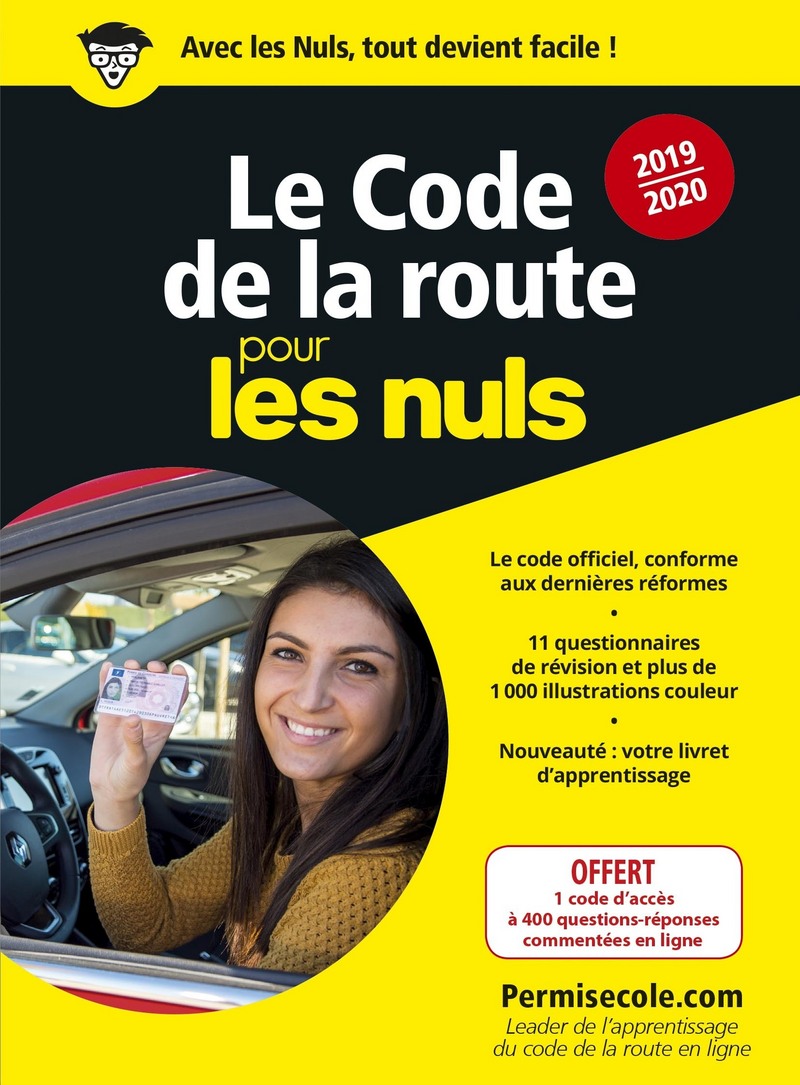 Avec les Nuls, tout devient facile !
2019
2020
Le Code
de la route
pour
les nuls
Le code officiel, conforme
aux dernières réformes
•
11 questionnaires
de révision et plus de
1 000 illustrations couleur
•
Nouveauté : votre livret
d’apprentissage
OFFERT
1 code d’accès
à 400 questions-réponses
commentées en ligne
Permisecole.com
Leader de l’apprentissage
du code de la route en ligne